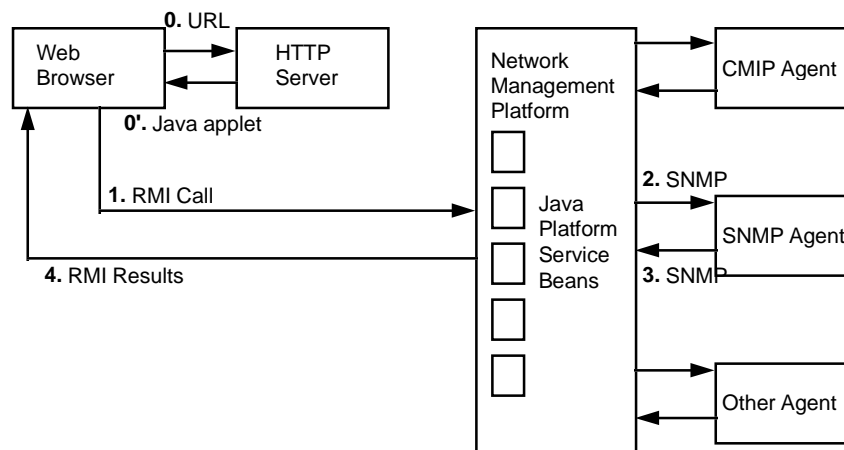 0. URL
Web
Browser
HTTP
Server
0'. Java applet
1. RMI Call
4. RMI Results
Network
Management
Platform
Java
Platform
Service
Beans
CMIP Agent
2. SNMP
SNMP Agent
3. SNMP
Other Agent